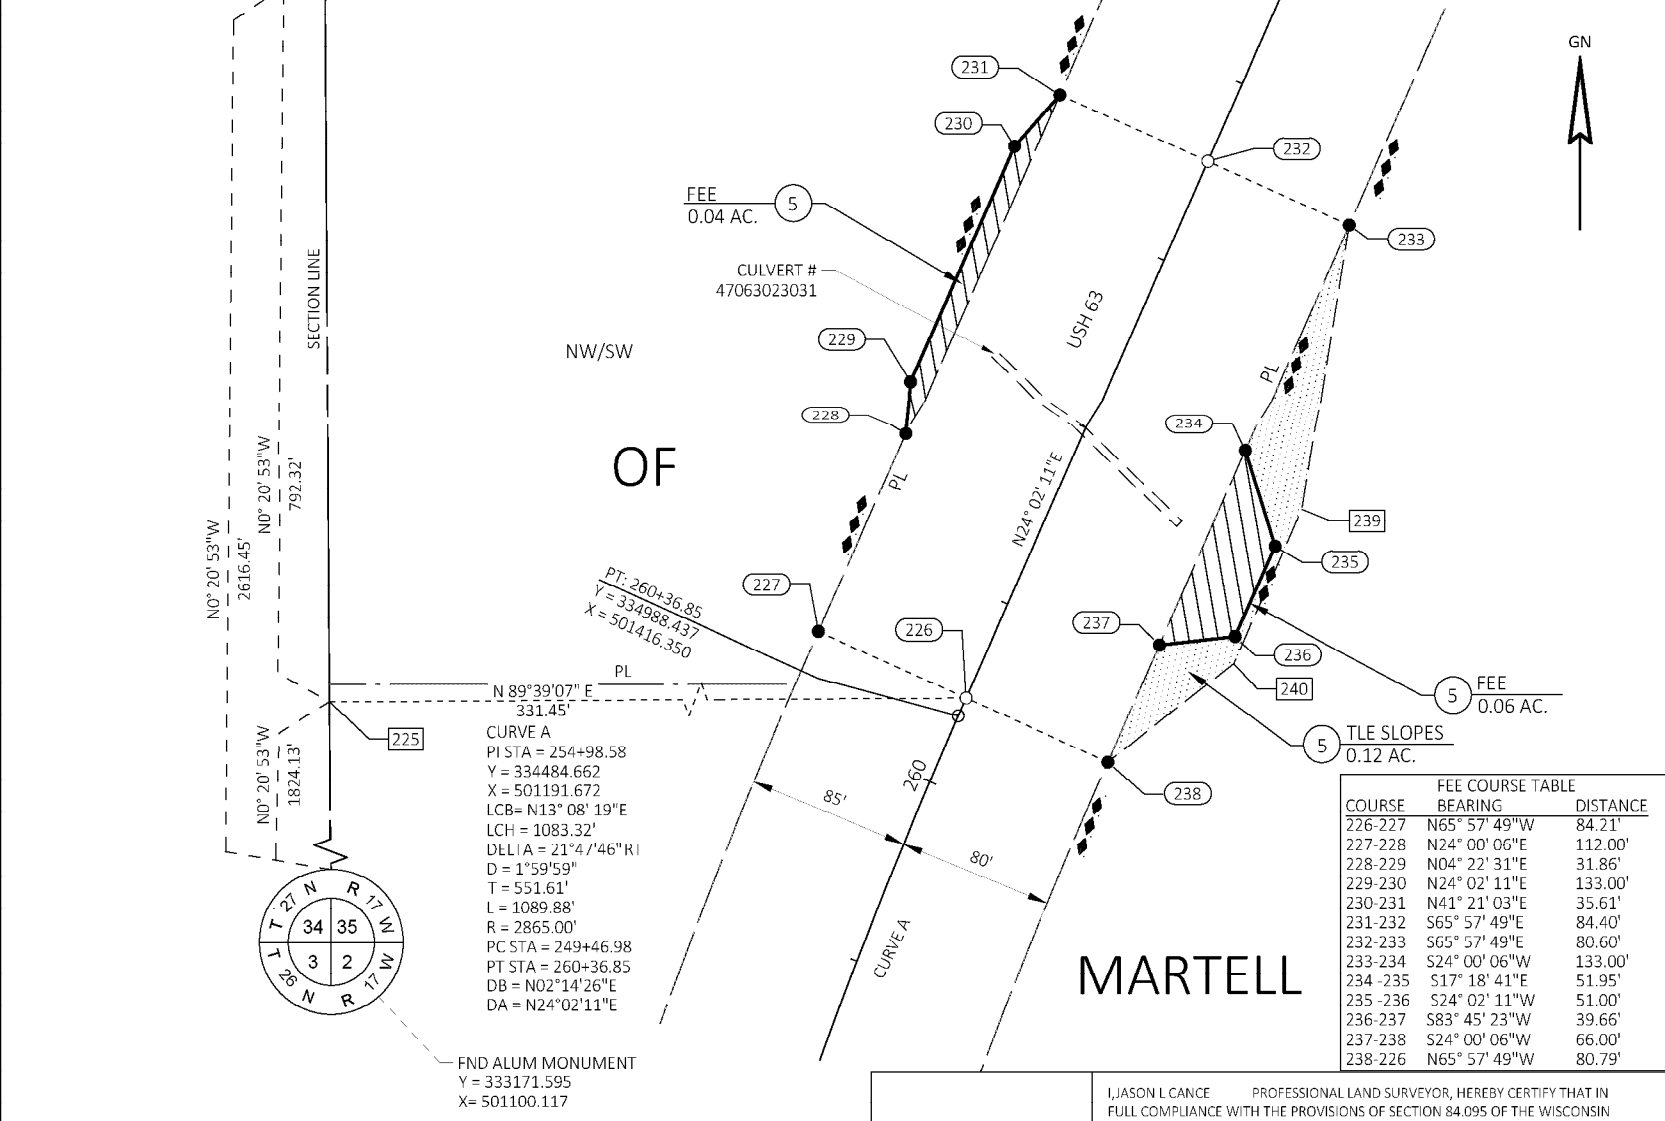 GN
231
230
232
FEE
0.04 AC.
5
233
CULVERT #
47063023031
SECTION LINE
USH 63
229
NW/SW
PL
228
234
OF
PL
N24° 02' 11"E
N0° 20' 53"W
792.32'
N0° 20' 53"W
2616.45'
239
235
PT: 260+36.85
Y = 334988.437
X = 501416.350
227
226
237
236
240
PL
N 89°39'07" E
331.45'
5
FEE
0.06 AC.
5
TLE SLOPES
0.12 AC.
225
N0° 20' 53"W
1824.13'
CURVE A
PI STA = 254+98.58
Y = 334484.662
X = 501191.672
LCB= N13° 08' 19"E
LCH = 1083.32'
DELTA = 21°47'46"RT
D = 1°59'59"
T = 551.61'
L = 1089.88'
R = 2865.00'
PC STA = 249+46.98
PT STA = 260+36.85
DB = N02°14'26"E
DA = N24°02'11"E
260
238
85'
80'
CURVE A
FEE COURSE TABLE
COURSE BEARING DISTANCE
226-227 N65° 57' 49"W 84.21'
227-228 N24° 00' 06"E 112.00'
228-229 N04° 22' 31"E 31.86'
229-230 N24° 02' 11"E 133.00'
230-231 N41° 21' 03"E 35.61'
231-232 S65° 57' 49"E 84.40'
232-233 S65° 57' 49"E 80.60'
233-234 S24° 00' 06"W 133.00'
234 -235 S17° 18' 41"E 51.95'
235 -236 S24° 02' 11"W 51.00'
236-237 S83° 45' 23"W 39.66'
237-238 S24° 00' 06"W 66.00'
238-226 N65° 57' 49"W 80.79'
T 27 N R 17 W
34 35
3 2
T 26 N R 17 W
MARTELL
FND ALUM MONUMENT
Y = 333171.595
X= 501100.117
I,JASON L CANCE PROFESSIONAL LAND SURVEYOR, HEREBY CERTIFY THAT IN
FULL COMPLIANCE WITH THE PROVISIONS OF SECTION 84.095 OF THE WISCONSIN